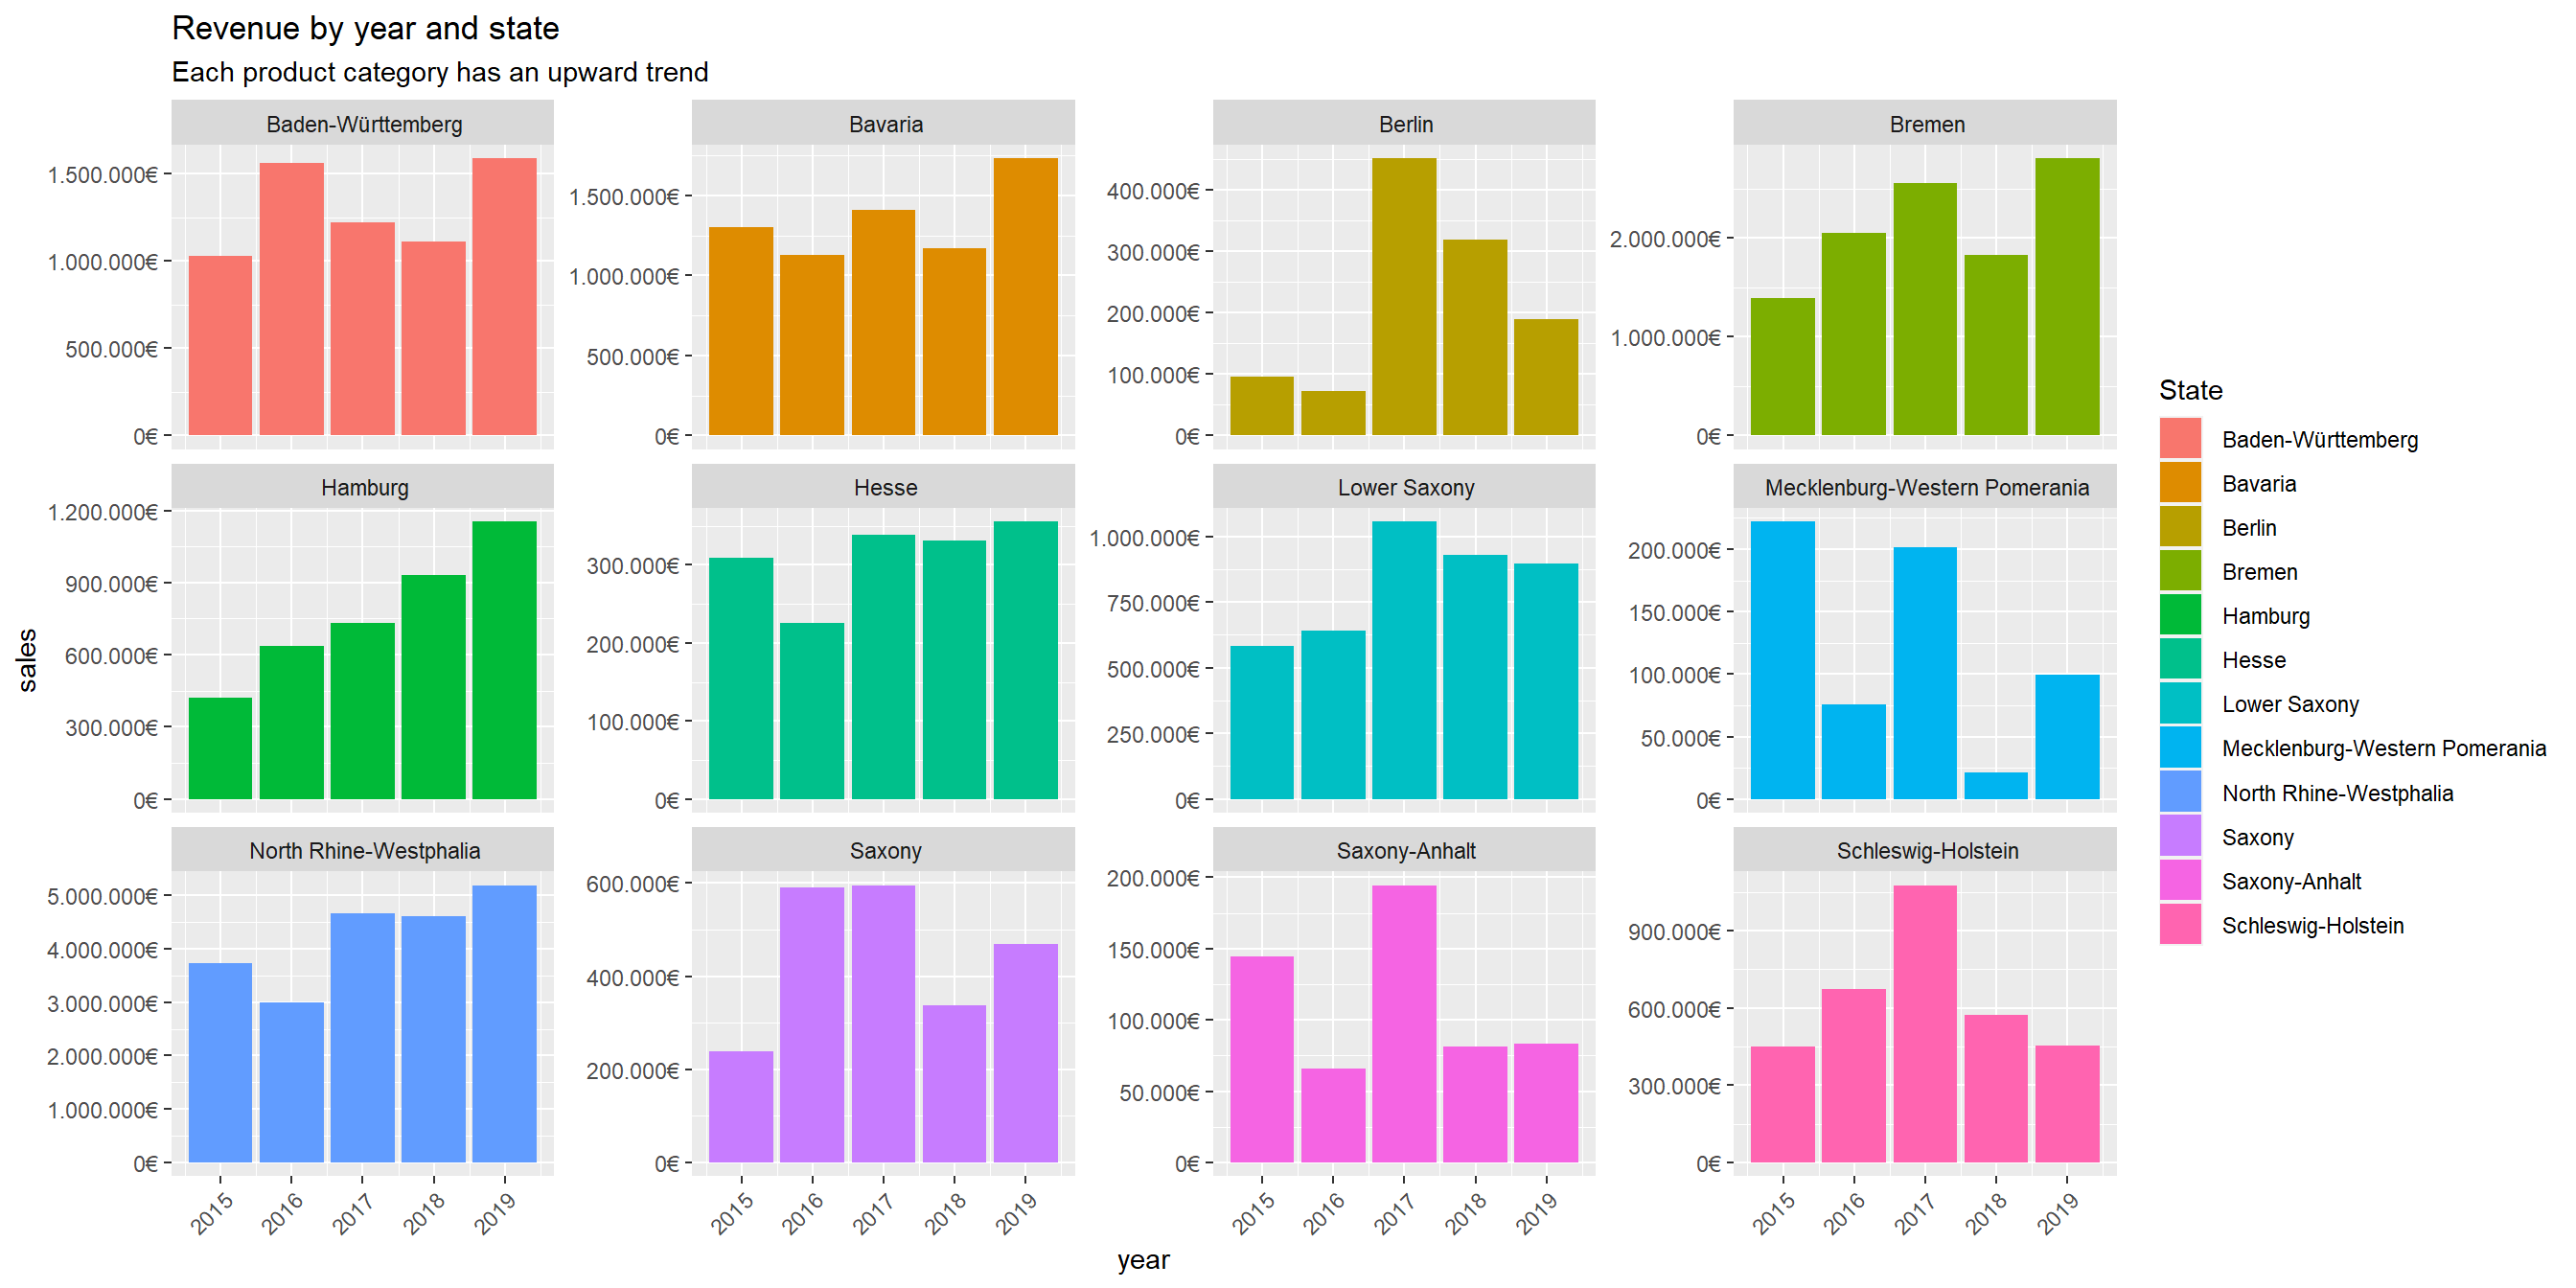 Revenue by year and state
Each product category has an upward trend
Baden-Württemberg
1.500.000€
1.000.000€
500.000€
0€
Bavaria
1.500.000€
1.000.000€
500.000€
0€
Berlin
400.000€
300.000€
200.000€
100.000€
0€
Bremen
2.000.000€
1.000.000€
0€
Hamburg
1.200.000€
900.000€
600.000€
300.000€
0€
Hesse
300.000€
200.000€
100.000€
0€
Lower Saxony
1.000.000€
750.000€
500.000€
250.000€
0€
Mecklenburg-Western Pomerania
200.000€
150.000€
100.000€
50.000€
0€
North Rhine-Westphalia
5.000.000€
4.000.000€
3.000.000€
2.000.000€
1.000.000€
0€
Saxony
600.000€
400.000€
200.000€
0€
Saxony-Anhalt
200.000€
150.000€
100.000€
50.000€
0€
Schleswig-Holstein
900.000€
600.000€
300.000€
0€
2015 2016 2017 2018 2019
2015 2016 2017 2018 2019
2015 2016 2017 2018 2019
2015 2016 2017 2018 2019
sales
year
State
Baden-Württemberg
Bavaria
Berlin
Bremen
Hamburg
Hesse
Lower Saxony
Mecklenburg-Western Pomerania
North Rhine-Westphalia
Saxony
Saxony-Anhalt
Schleswig-Holstein